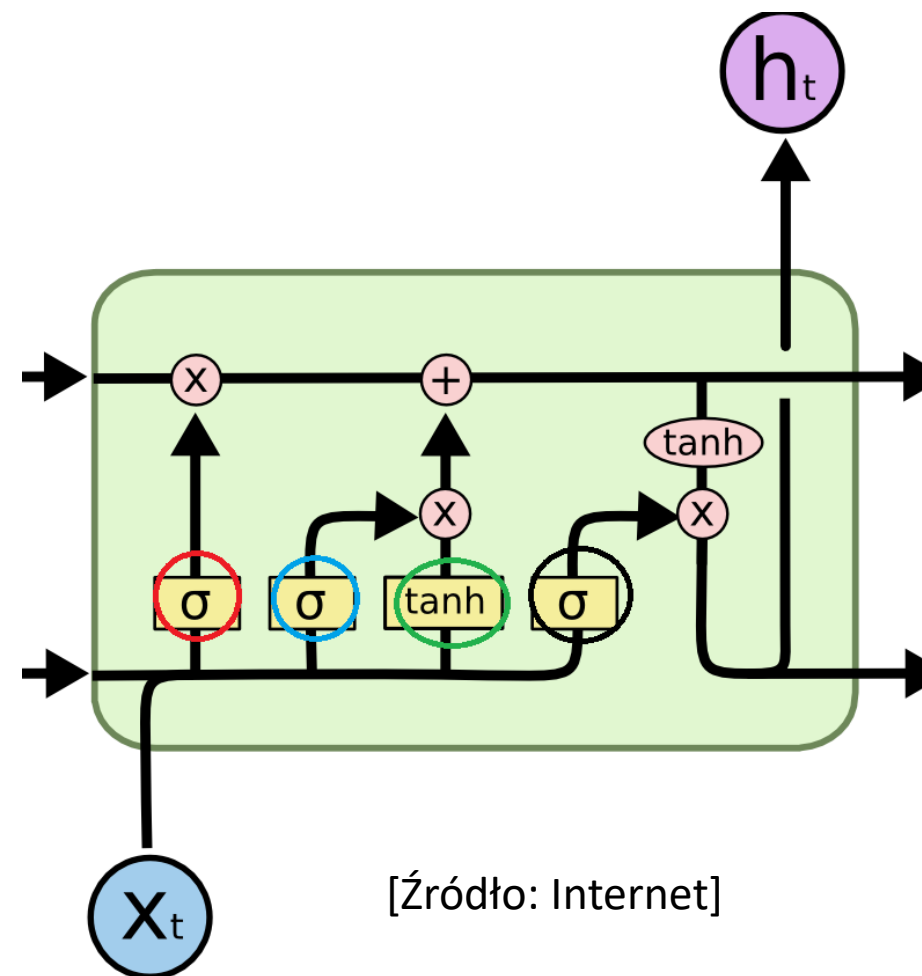 ht
x
+
tanh
x
x
σ
σ
tanh
σ
xt
[Źródło: Internet]